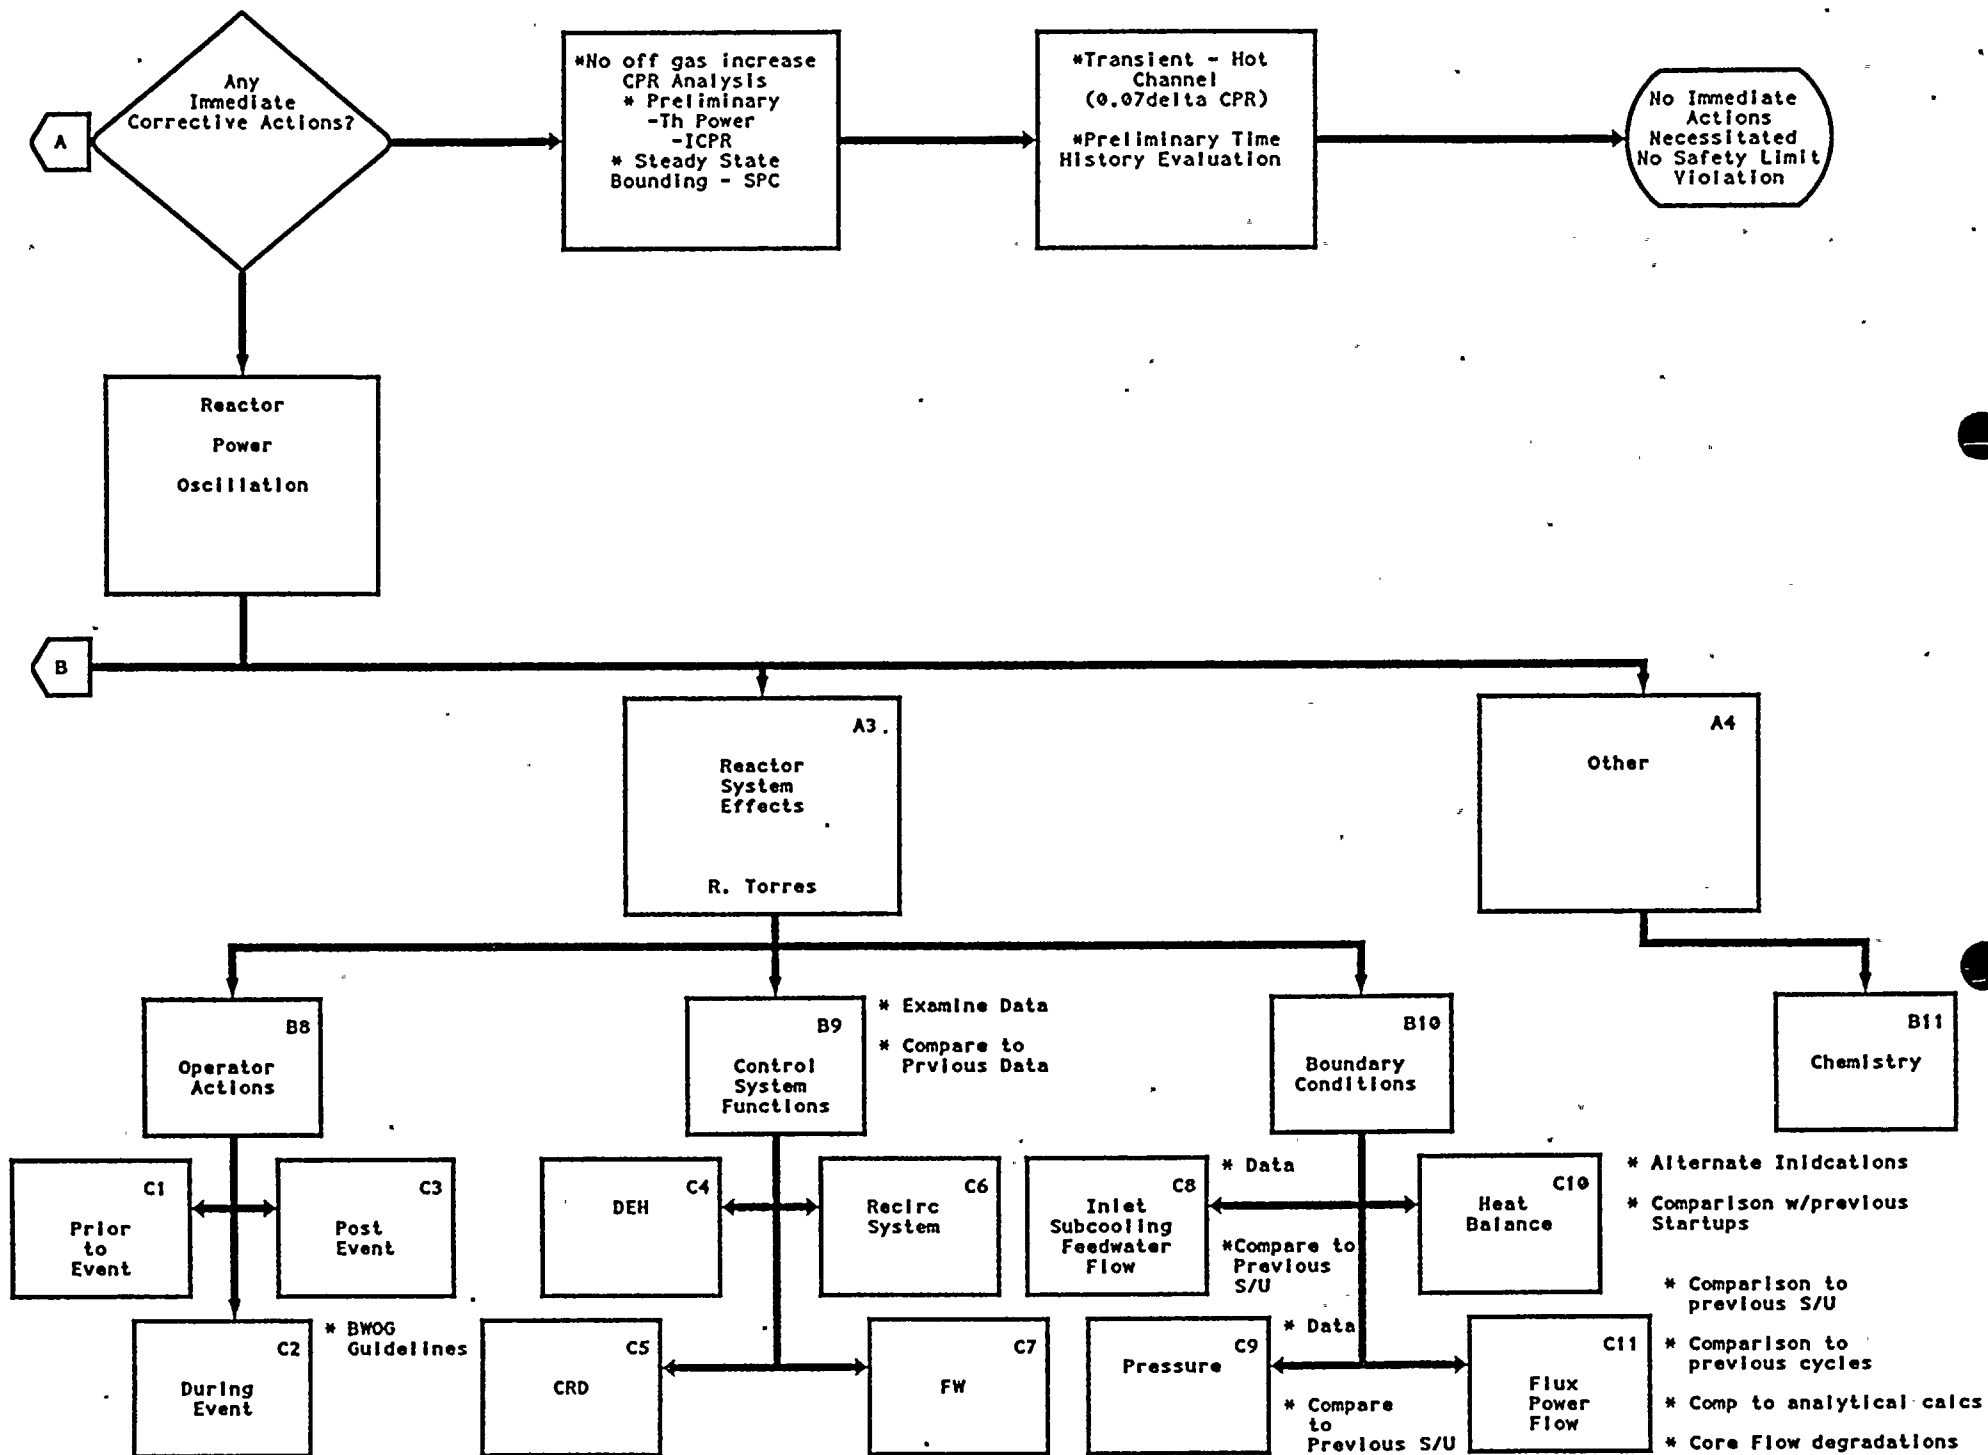 A
Any
Immediate
Corrective Actions?
*No off gas increase
CPR Analysis
* Preliminary
-Th Power
-ICPR
* Steady State
Bounding - SPC
*Transient - Hot
Channel
(0.07delta CPR)
*Preliminary Time
History Evaluation
No Immediate
Actions
Necessitated
No Safety Limit
Violation
Reactor
Power
Oscillation
B
A3
Reactor
System
Effects
R. Torres
A4
Other
B8
Operator
Actions
B9
Control
System
Functions
* Examine Data
* Compare to
Prvious Data
B10
Boundary
Conditions
B11
Chemistry
C1
Prior
to
Event
C3
Post
Event
C2
During
Event
* BWOG
Guidelines
C4
DEH
C6
Recirc
System
C5
CRD
C7
FW
C8
Inlet
Subcooling
Feedwater
Flow
* Data
*Compare to
Previous
S/U
C10
Heat
Balance
* Alternate Inidcations
* Comparison w/previous
Startups
C9
Pressure
* Data
* Compare
to
Previous S/U
C11
Flux
Power
Flow
* Comparison to
previous S/U
* Comparison to
previous cycles
* Comp to analytical calcs
* Core Flow degradations